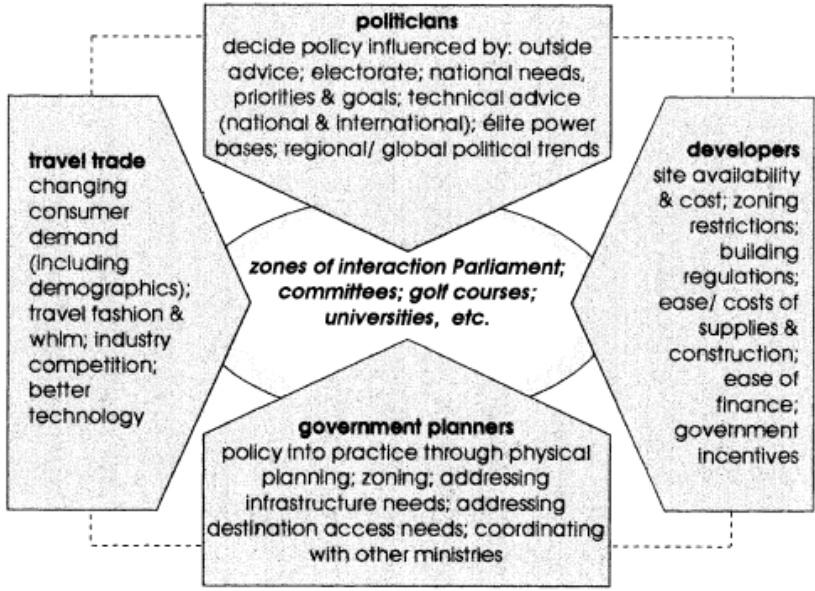 politicians
decide policy influenced by: outside
advice; electorate; national needs,
priorities & goals; technical advice
(national & international); élite power
bases; regional/ global political trends
travel trade
changing
consumer
demand
(including
demographics);
travel fashion &
whim; industry
competition;
better
technology
zones of interaction Parliament;
committees; golf courses;
universities, etc.
developers
site availability
& cost; zoning
restrictions;
building
regulations;
ease/ costs of
supplies &
construction;
ease of
finance;
government
incentives
government planners
policy into practice through physical
planning; zoning; addressing
infrastructure needs; addressing
destination access needs; coordinating
with other ministries